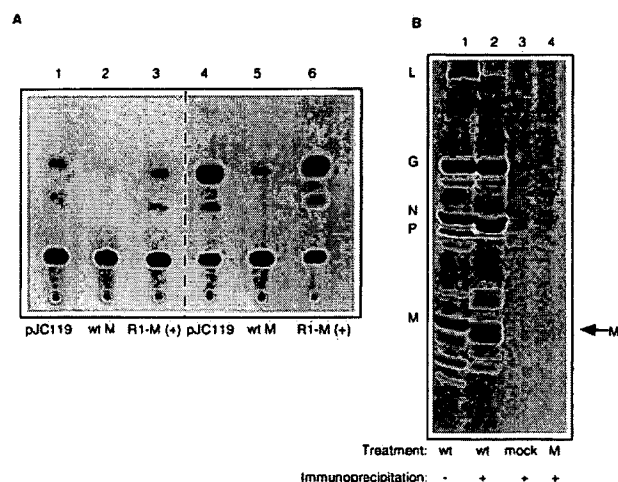 A
1 2 3 4 5 6
pJC119 wt M R1-M (+) pJC119 wt M R1-M (+)
B
1 2 3 4
L
G
N
P
M
M
Treatment: wt wt mock M
Immunoprecipitation: - + + +